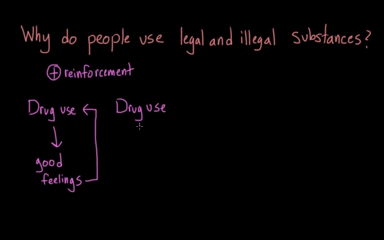 Why do people use legal and illegal substances?
⊕ reinforcement
Drug use
good
feelings
Drug use